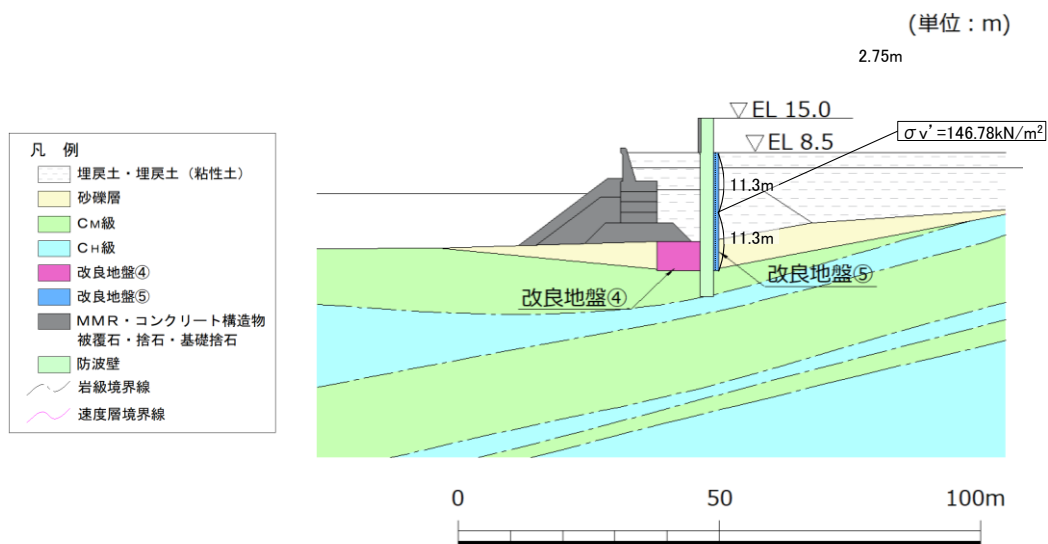 (単位：m)
2.75m
▽EL 15.0
▽EL 8.5
σv’=146.78kN/m²
11.3m
11.3m
改良地盤④
改良地盤⑤
凡　例
埋戻土・埋戻土（粘性土）
砂礫層
CM級
CH級
改良地盤④
改良地盤⑤
MMR・コンクリート構造物
被覆石・捨石・基礎捨石
防波壁
岩級境界線
速度層境界線
0 50 100m